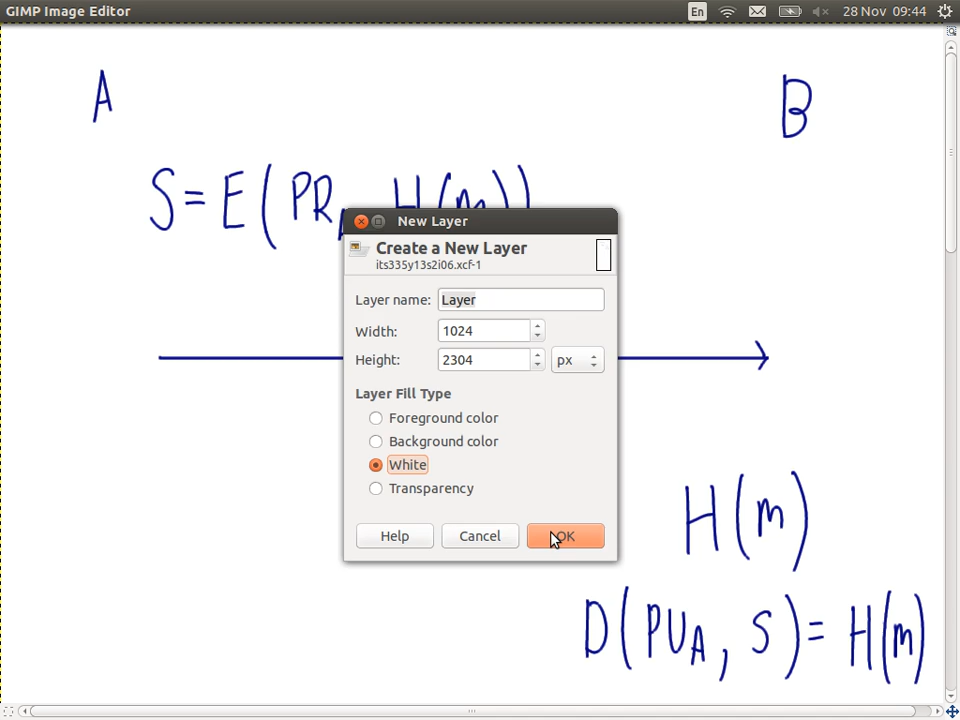 GIMP Image Editor
En
28 Nov 09:44
A
B
S = E(PR, H(m))
New Layer
Create a New Layer
its335y13s2i06.xcf-1
Layer name: Layer
Width: 1024
Height: 2304 px
Layer Fill Type
Foreground color
Background color
White
Transparency
Help Cancel OK
H(m)
D(PUA, S) = H(m)